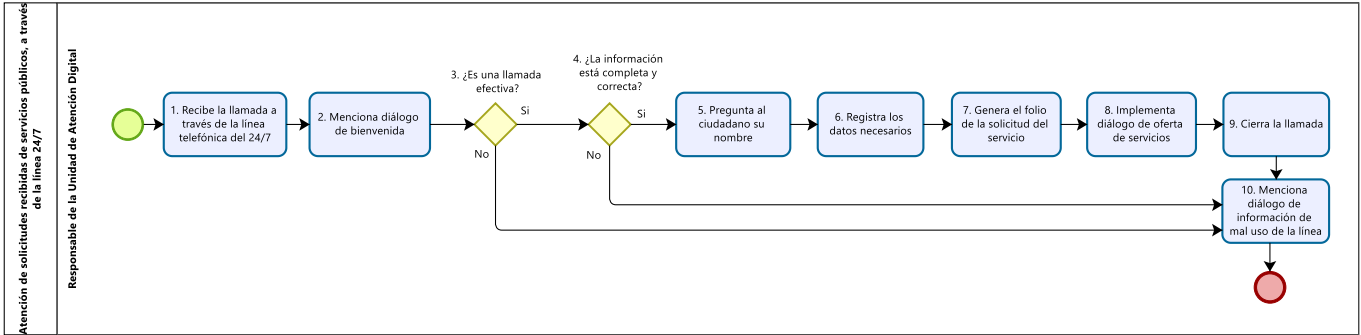 Atención de solicitudes recibidas de servicios públicos, a través
de la línea 24/7
Responsable de la Unidad de Atención Digital
1. Recibe la llamada a
través de la línea
telefónica del 24/7
2. Menciona diálogo
de bienvenida
3. ¿Es una llamada
efectiva?
Si
No
4. ¿La información
está completa y
correcta?
Si
No
5. Pregunta al
ciudadano su
nombre
6. Registra los
datos necesarios
7. Genera el folio
de la solicitud del
servicio
8. Implementa
diálogo de oferta
de servicios
9. Cierra la llamada
10. Menciona
diálogo de
información de
mal uso de la línea